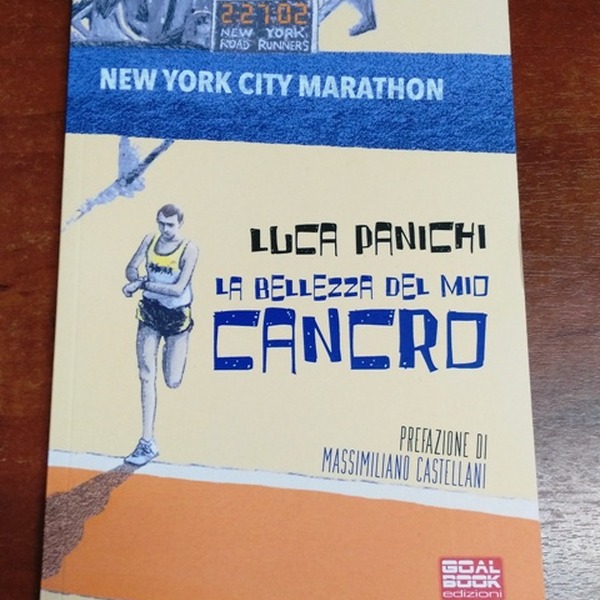 2:27:02
NEW YORK
ROAD RUNNERS
NEW YORK CITY MARATHON
LUCA PANICHI
LA BELLEZZA DEL MIO
CANCRO
PREFAZIONE DI
MASSIMILIANO CASTELLANI
GOAL
BOOK
edizioni